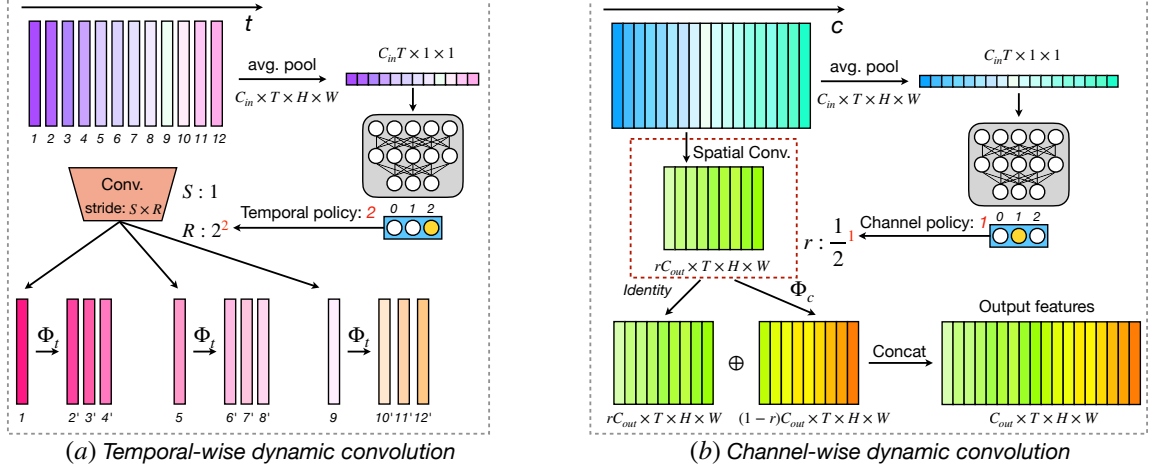 t
avg. pool
C_in × T × H × W
C_in T × 1 × 1
1 2 3 4 5 6 7 8 9 10 11 12
Conv.
stride: S × R
S : 1
R : 2^2
Temporal policy: 2
0 1 2
Φ_t
Φ_t
Φ_t
1 2' 3' 4' 5 6' 7' 8' 9 10' 11' 12'
(a) Temporal-wise dynamic convolution
c
avg. pool
C_in × T × H × W
C_in T × 1 × 1
Spatial Conv.
rC_out × T × H × W
r : 1/2^1
Channel policy: 1
0 1 2
Identity
Φ_c
Output features
⊕
Concat
rC_out × T × H × W
(1 − r)C_out × T × H × W
C_out × T × H × W
(b) Channel-wise dynamic convolution